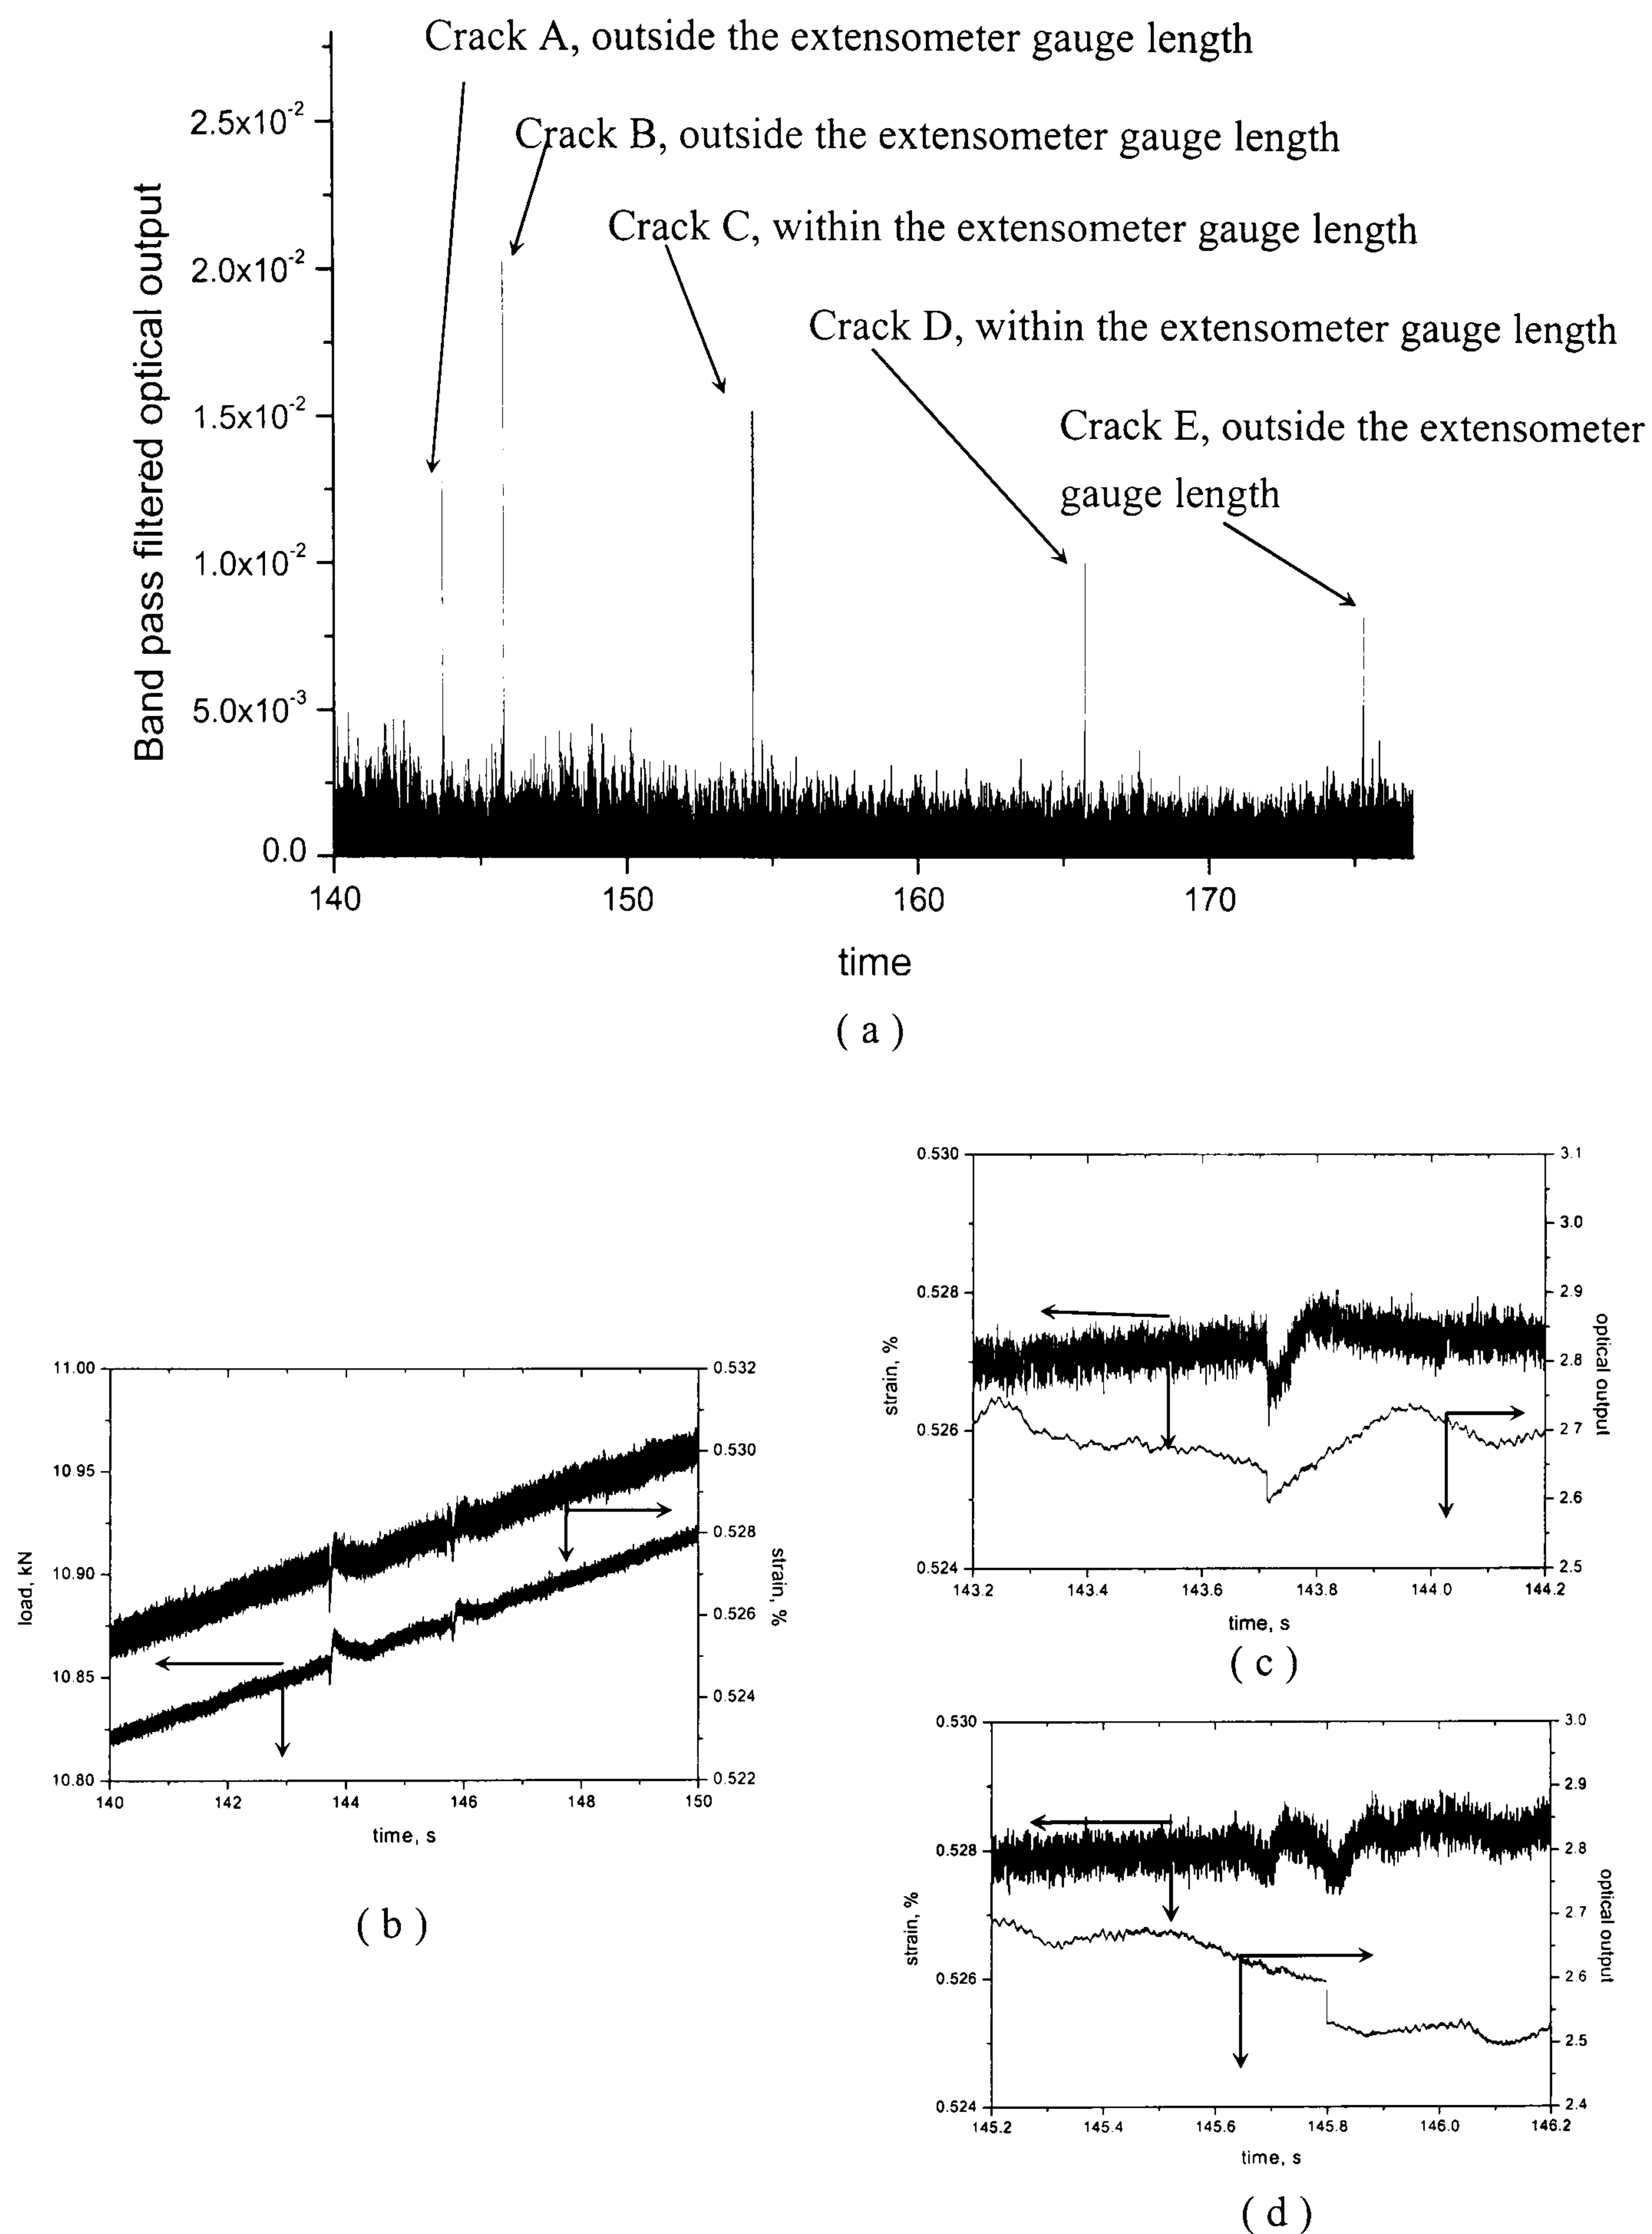 Crack A, outside the extensometer gauge length
Crack B, outside the extensometer gauge length
Crack C, within the extensometer gauge length
Crack D, within the extensometer gauge length
Crack E, outside the extensometer
gauge length
Band pass filtered optical output
2.5x10⁻²
2.0x10⁻²
1.5x10⁻²
1.0x10⁻²
5.0x10⁻³
0.0
140 150 160 170
time
( a )
load, kN
11.00
10.95
10.90
10.85
10.80
0.532
0.530
0.528
0.526
0.524
0.522
strain, %
140 142 144 146 148 150
time, s
( b )
strain, %
0.530
0.528
0.526
0.524
3.1
3.0
2.9
2.8
2.7
2.6
2.5
optical output
143.2 143.4 143.6 143.8 144.0 144.2
time, s
( c )
strain, %
0.530
0.528
0.526
0.524
3.0
2.9
2.8
2.7
2.6
2.5
2.4
optical output
145.2 145.4 145.6 145.8 146.0 146.2
time, s
( d )